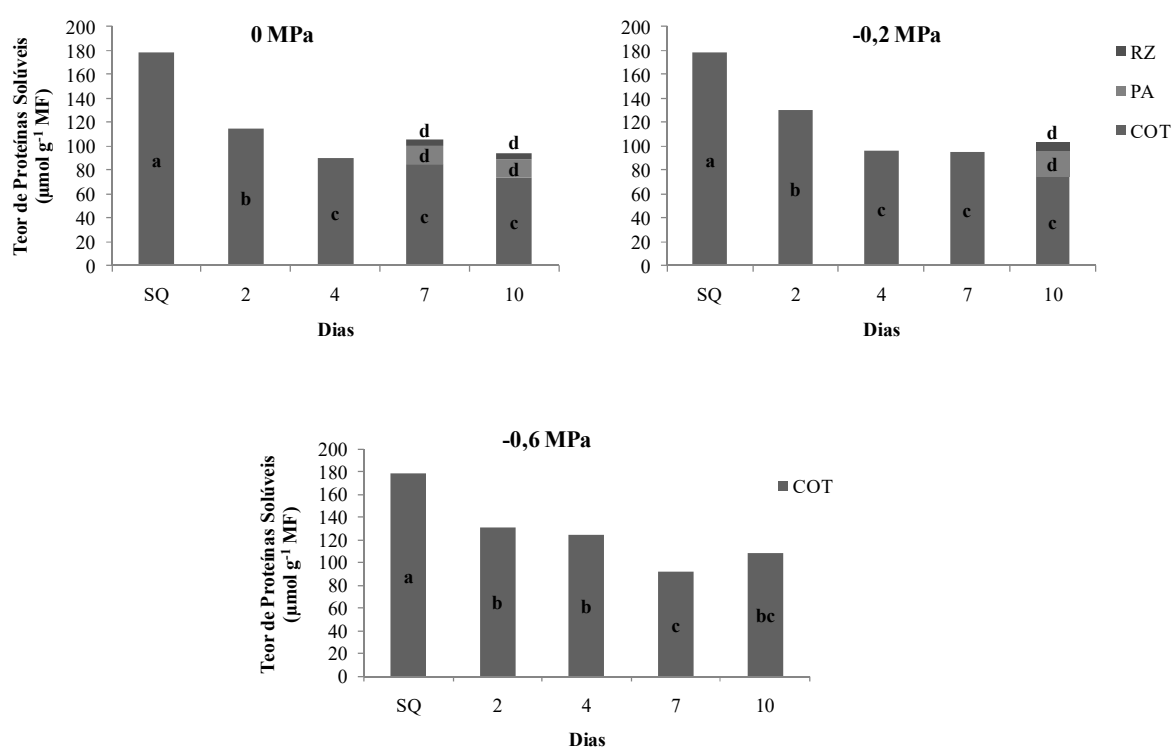 0 MPa
Teor de Proteínas Solúveis
(µmol g⁻¹ MF)
200
180
160
140
120
100
80
60
40
20
0
a
b
c
d
d
c
d
d
c
SQ 2 4 7 10
Dias
-0,2 MPa
200
180
160
140
120
100
80
60
40
20
0
a
b
c
c
d
d
c
SQ 2 4 7 10
Dias
RZ
PA
COT
-0,6 MPa
Teor de Proteínas Solúveis
(µmol g⁻¹ MF)
200
180
160
140
120
100
80
60
40
20
0
a
b
b
c
bc
SQ 2 4 7 10
Dias
COT